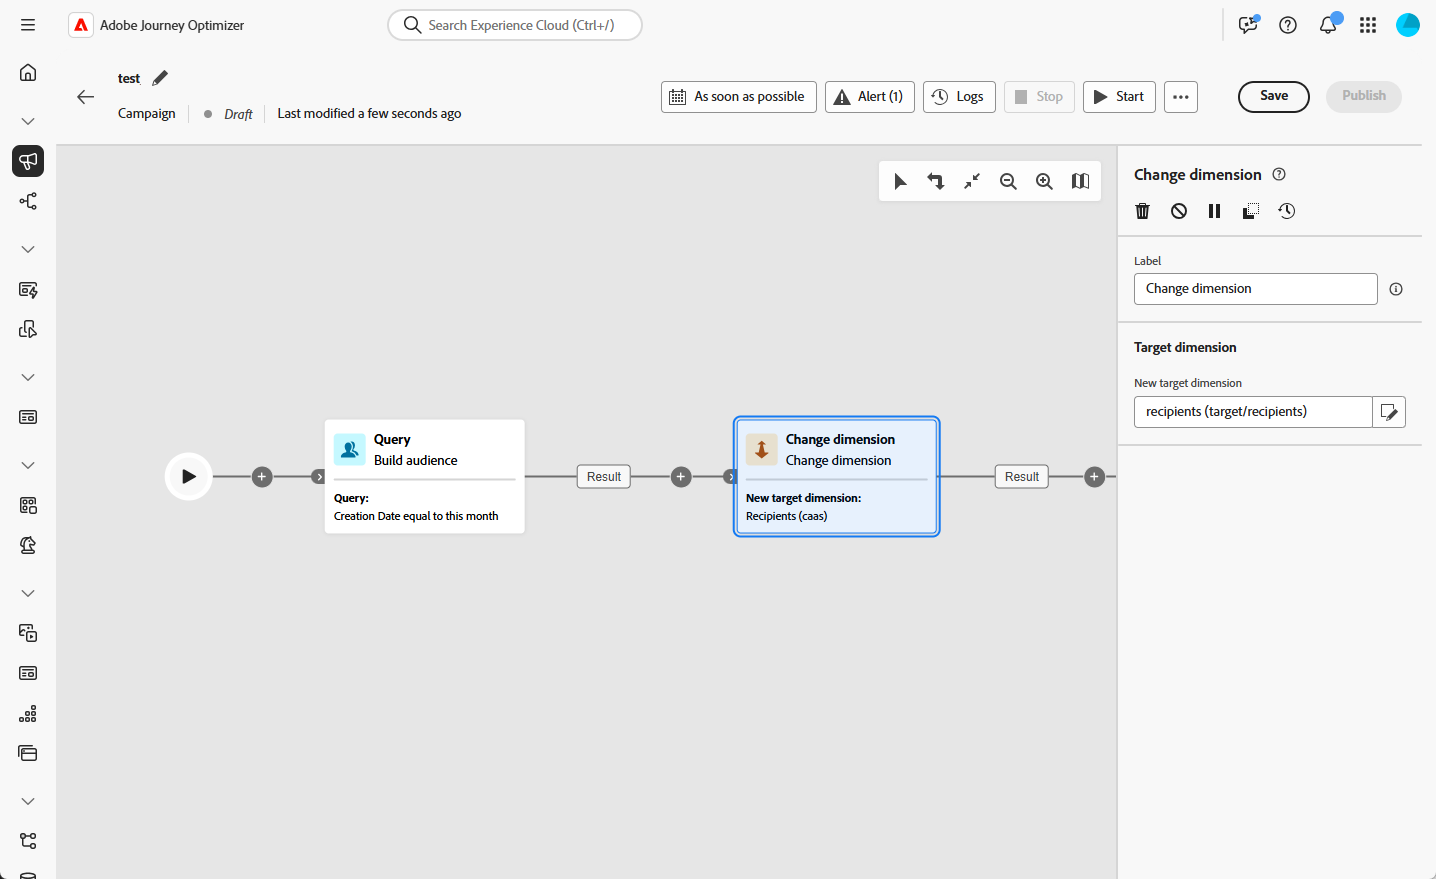 Adobe Journey Optimizer
Search Experience Cloud (Ctrl+/)
test
Campaign
Draft
Last modified a few seconds ago
As soon as possible
Alert (1)
Logs
Stop
Start
Save
Publish
Query
Build audience
Query:
Creation Date equal to this month
Result
Change dimension
Change dimension
New target dimension:
Recipients (caas)
Result
Change dimension
Label
Change dimension
Target dimension
New target dimension
recipients (target/recipients)